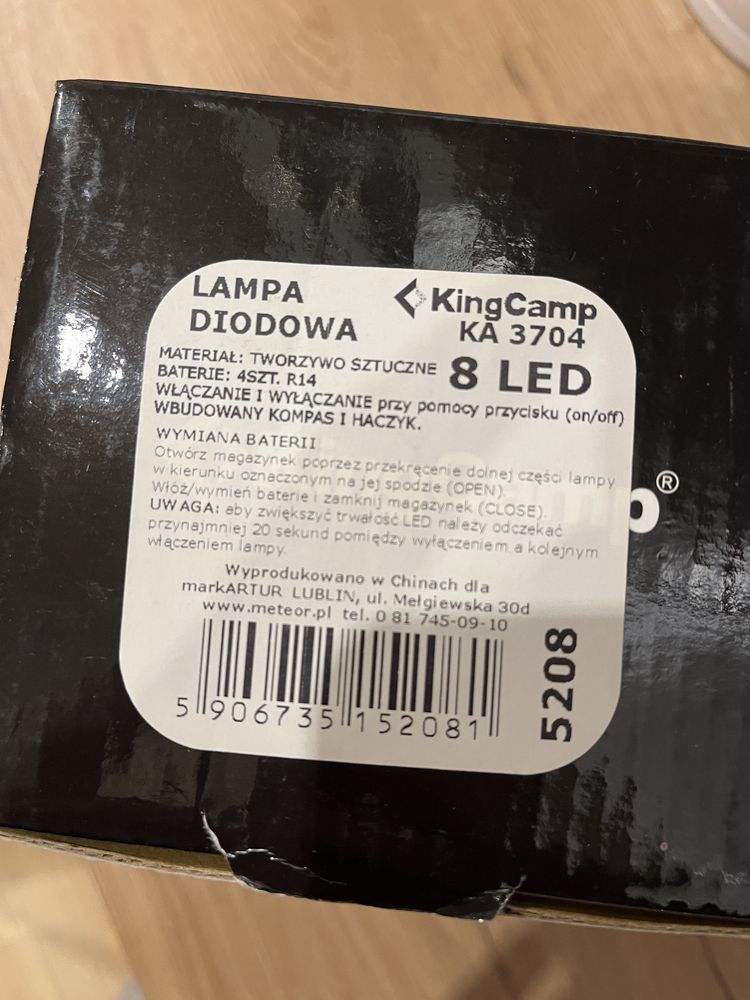 LAMPA
DIODOWA
KingCamp
KA 3704
8 LED
MATERIAŁ: TWORZYWO SZTUCZNE
BATERIE: 4SZT. R14
WŁĄCZANIE I WYŁĄCZANIE przy pomocy przycisku (on/off)
WBUDOWANY KOMPAS I HACZYK.
WYMIANA BATERII
Otwórz magazynek poprzez przekręcenie dolnej części lampy
w kierunku oznaczonym na jej spodzie (OPEN).
Włóż/wymień baterie i zamknij magazynek (CLOSE).
UWAGA: aby zwiększyć trwałość LED należy odczekać
przynajmniej 20 sekund pomiędzy wyłączeniem a kolejnym
włączeniem lampy.
Wyprodukowano w Chinach dla
markARTUR LUBLIN, ul. Mełgiewska 30d
www.meteor.pl tel. 0 81 745-09-10
5 906735 152081
5208
p®